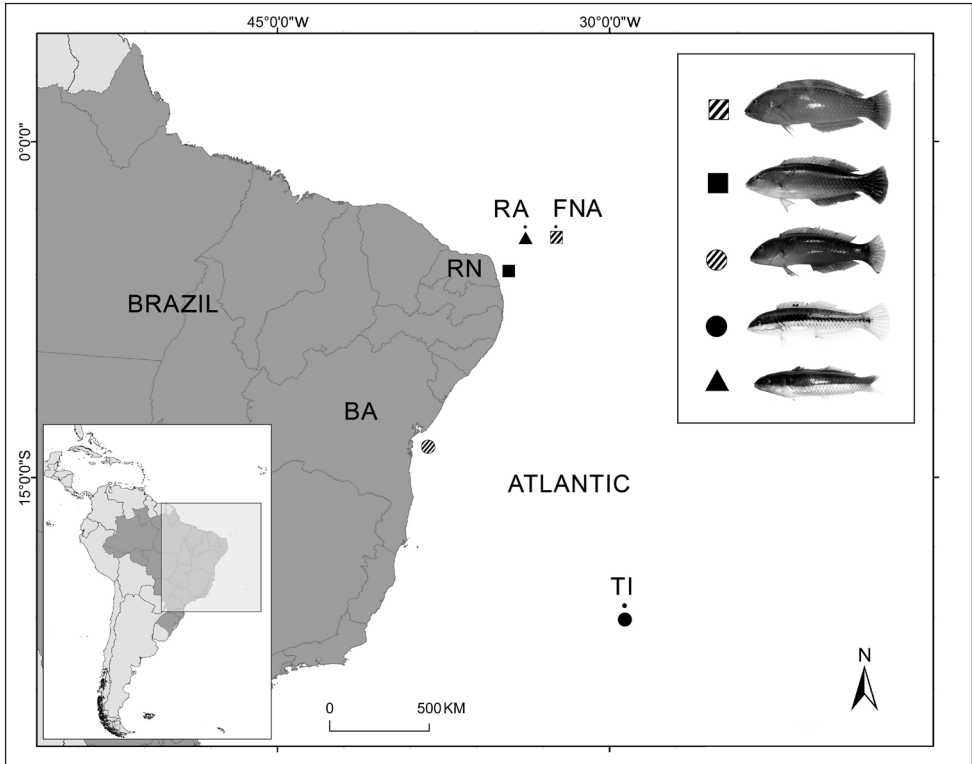 45°0'0"W 30°0'0"W
0°0'0"
RA FNA
RN
BRAZIL
BA
15°0'0"S
ATLANTIC
TI
N
0 500 KM